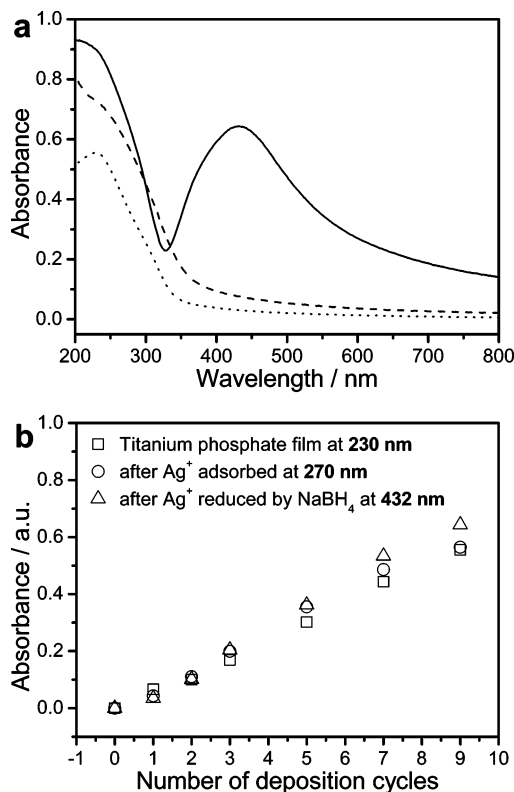 a
1.0
0.8
0.6
0.4
0.2
0.0
Absorbance
200 300 400 500 600 700 800
Wavelength / nm
b
1.0
0.8
0.6
0.4
0.2
0.0
Absorbance / a.u.
Titanium phosphate film at 230 nm
after Ag⁺ adsorbed at 270 nm
after Ag⁺ reduced by NaBH₄ at 432 nm
-1 0 1 2 3 4 5 6 7 8 9 10
Number of deposition cycles